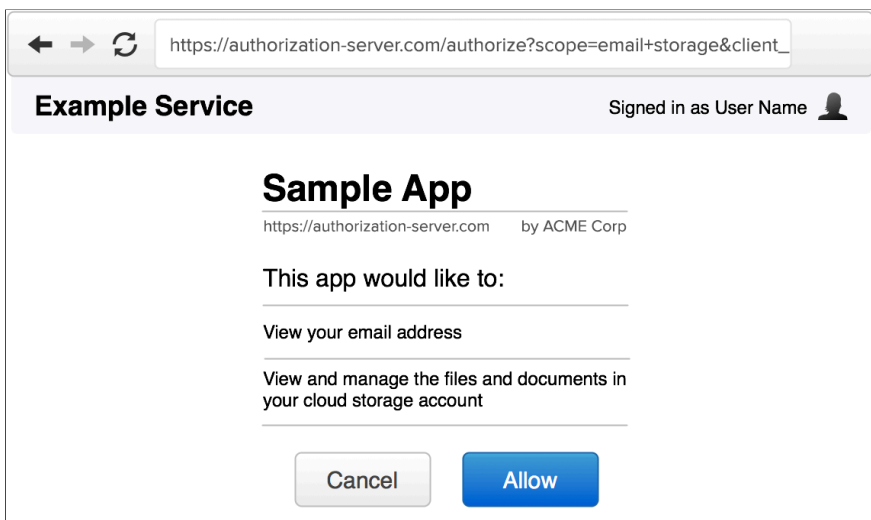 https://authorization-server.com/authorize?scope=email+storage&client_
Example Service
Signed in as User Name
Sample App
https://authorization-server.com by ACME Corp
This app would like to:
View your email address
View and manage the files and documents in
your cloud storage account
Cancel Allow